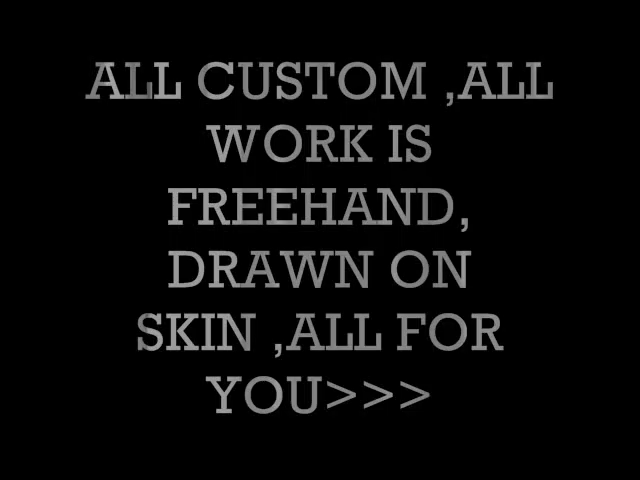 ALL CUSTOM ,ALL
WORK IS
FREEHAND,
DRAWN ON
SKIN ,ALL FOR
YOU>>>